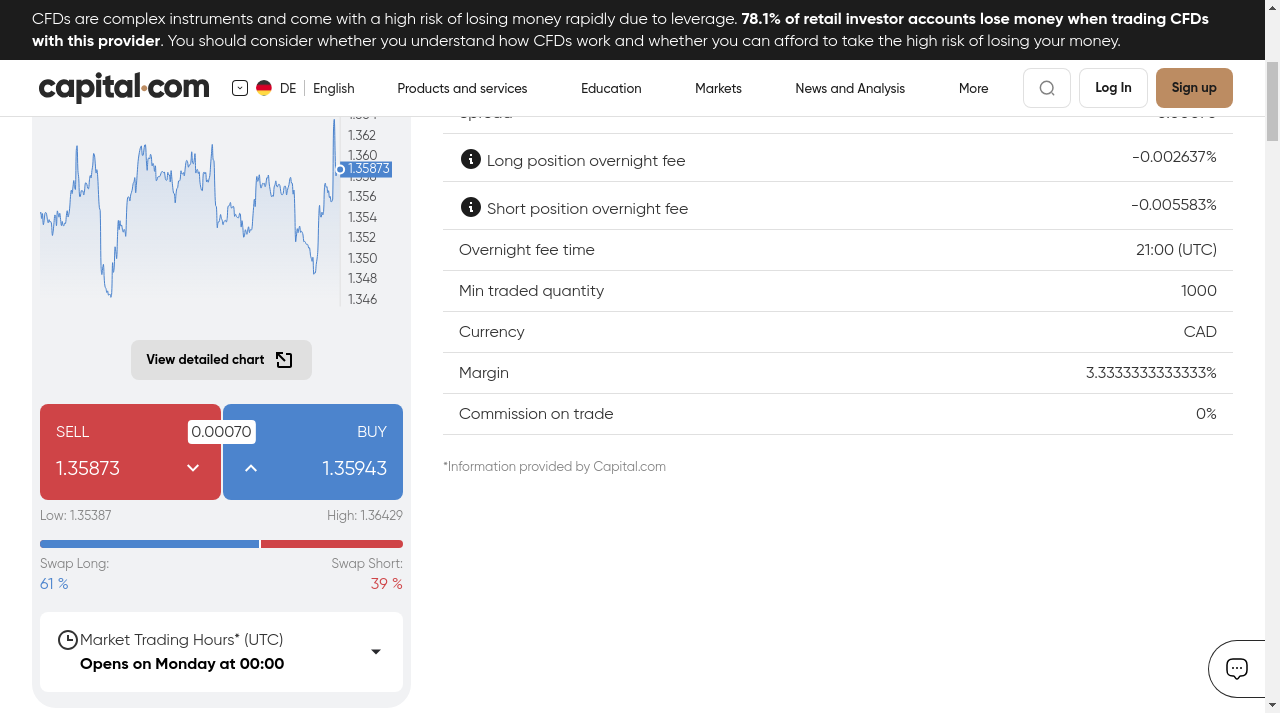 CFDs are complex instruments and come with a high risk of losing money rapidly due to leverage. 78.1% of retail investor accounts lose money when trading CFDs
with this provider. You should consider whether you understand how CFDs work and whether you can afford to take the high risk of losing your money.
capital.com
DE
English
Products and services
Education
Markets
News and Analysis
More
Log In
Sign up
1.362
1.360
1.35873
1.356
1.354
1.352
1.350
1.348
1.346
View detailed chart
SELL
0.00070
BUY
1.35873
1.35943
Low: 1.35387
High: 1.36429
Swap Long:
Swap Short:
61 %
39 %
Market Trading Hours* (UTC)
Opens on Monday at 00:00
Long position overnight fee
-0.002637%
Short position overnight fee
-0.005583%
Overnight fee time
21:00 (UTC)
Min traded quantity
1000
Currency
CAD
Margin
3.3333333333333%
Commission on trade
0%
*Information provided by Capital.com